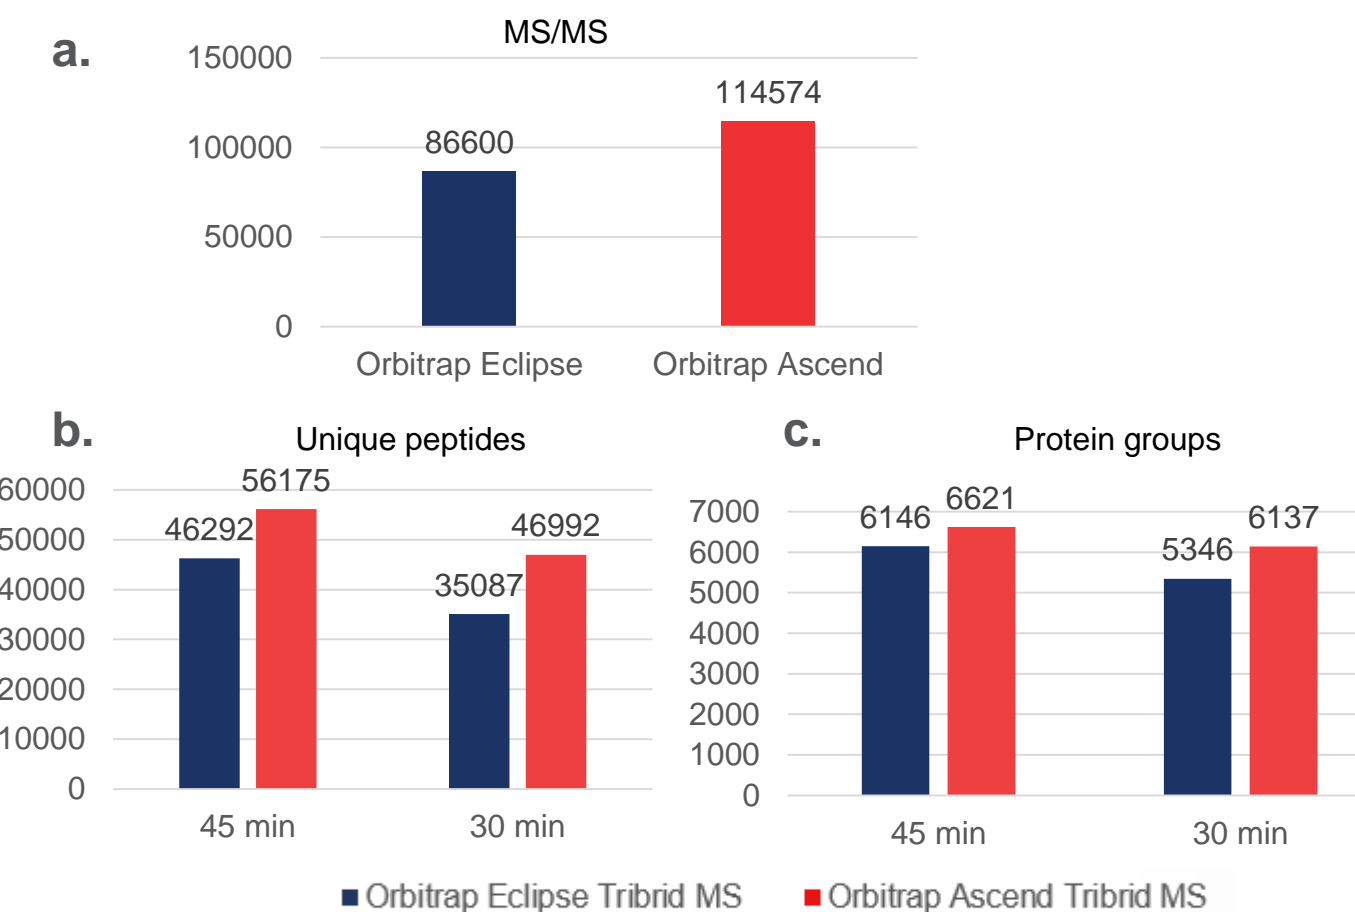 a.
MS/MS
150000
100000
50000
0
86600
114574
Orbitrap Eclipse
Orbitrap Ascend
b.
Unique peptides
60000
50000
40000
30000
20000
10000
0
46292
56175
35087
46992
45 min
30 min
c.
Protein groups
7000
6000
5000
4000
3000
2000
1000
0
6146
6621
5346
6137
45 min
30 min
Orbitrap Eclipse Tribrid MS
Orbitrap Ascend Tribrid MS